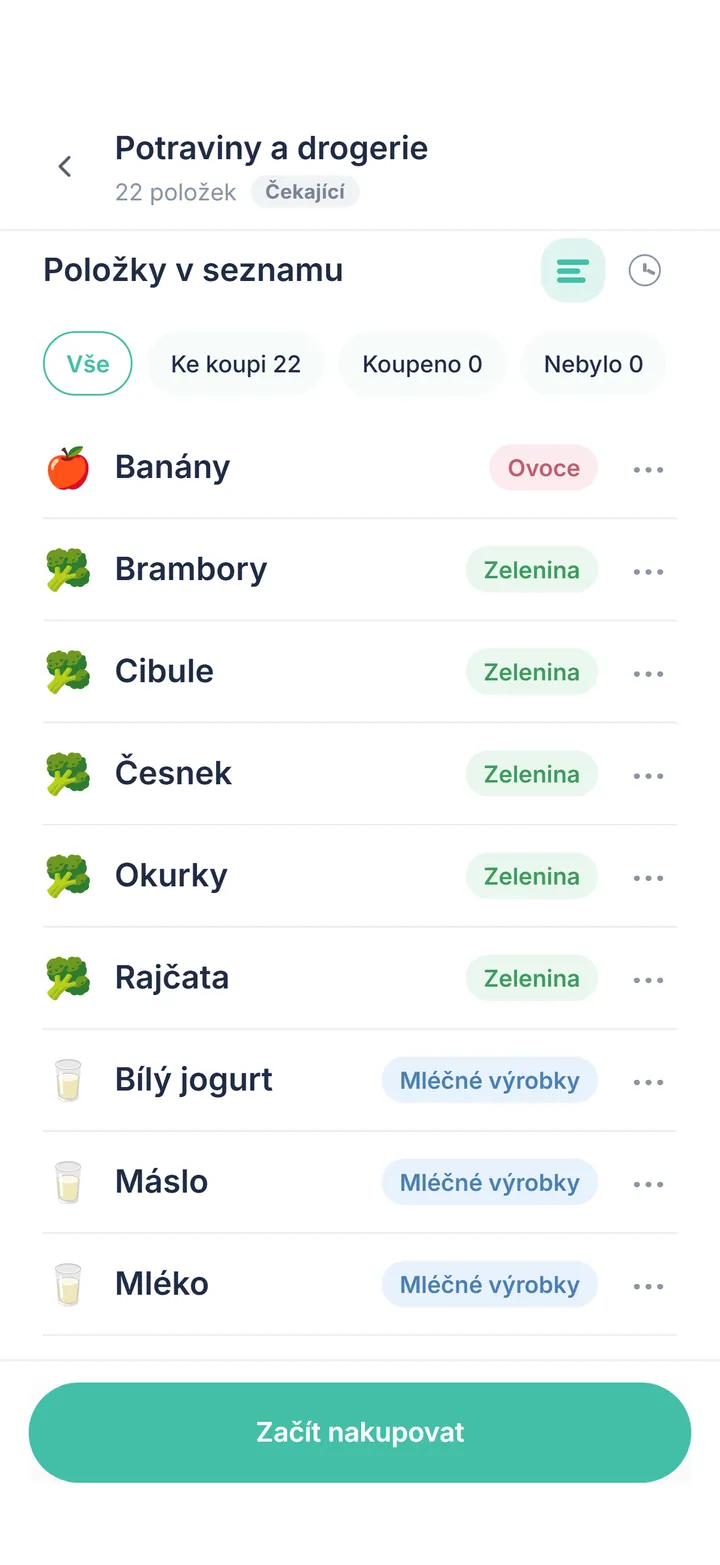 Potraviny a drogerie
22 položek Čekající
Položky v seznamu
Vše Ke koupi 22 Koupeno 0 Nebylo 0
Banány Ovoce
Brambory Zelenina
Cibule Zelenina
Česnek Zelenina
Okurky Zelenina
Rajčata Zelenina
Bílý jogurt Mléčné výrobky
Máslo Mléčné výrobky
Mléko Mléčné výrobky
Začít nakupovat